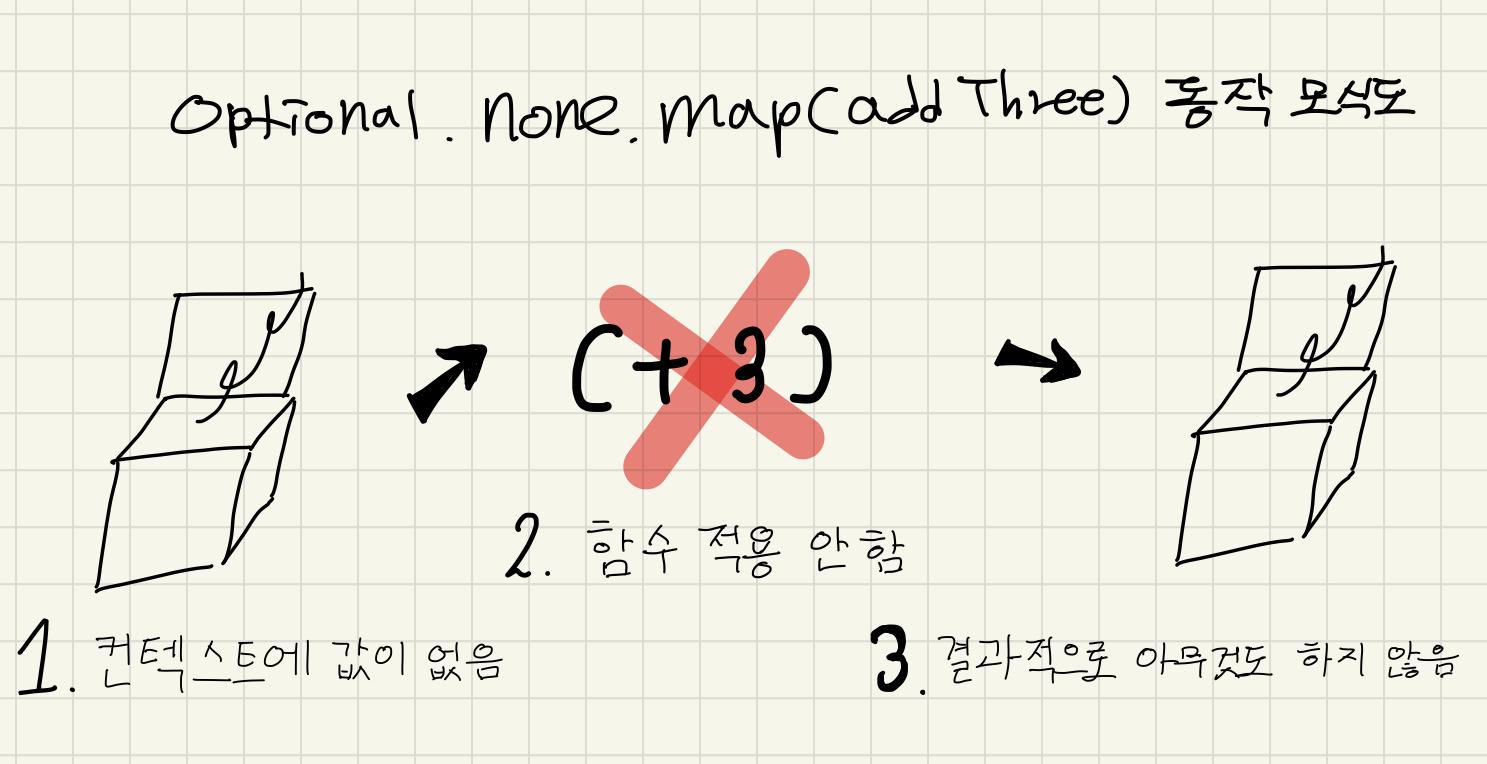 Optional.none.map(addThree) 동작 모식도
(+3)
2. 함수 적용 안함
1. 컨텍스트에 값이 없음
3. 결과적으로 아무것도 하지 않음